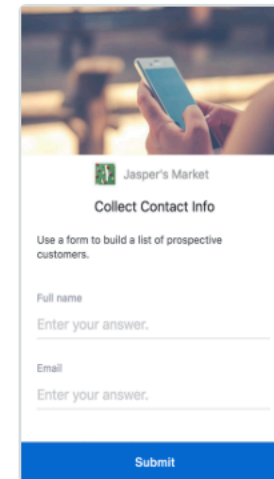 Jasper's Market
Collect Contact Info
Use a form to build a list of prospective
customers.
Full name
Enter your answer.
Email
Enter your answer.
Submit